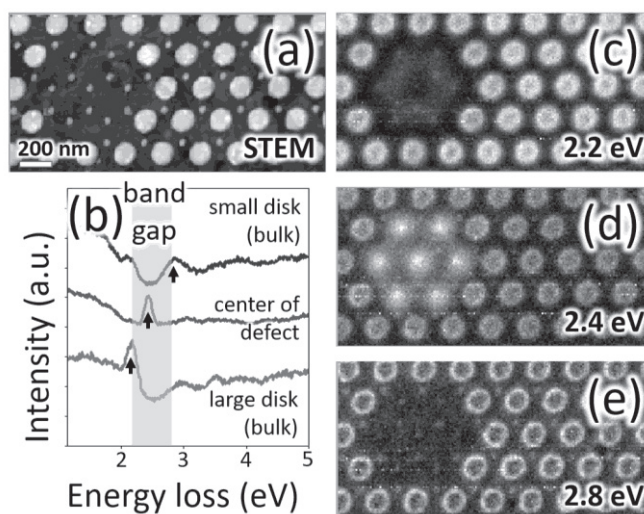 (a)
STEM
200 nm
(b)
band
gap
small disk
(bulk)
center of
defect
large disk
(bulk)
Intensity (a.u.)
2
3
4
5
Energy loss (eV)
(c)
2.2 eV
(d)
2.4 eV
(e)
2.8 eV